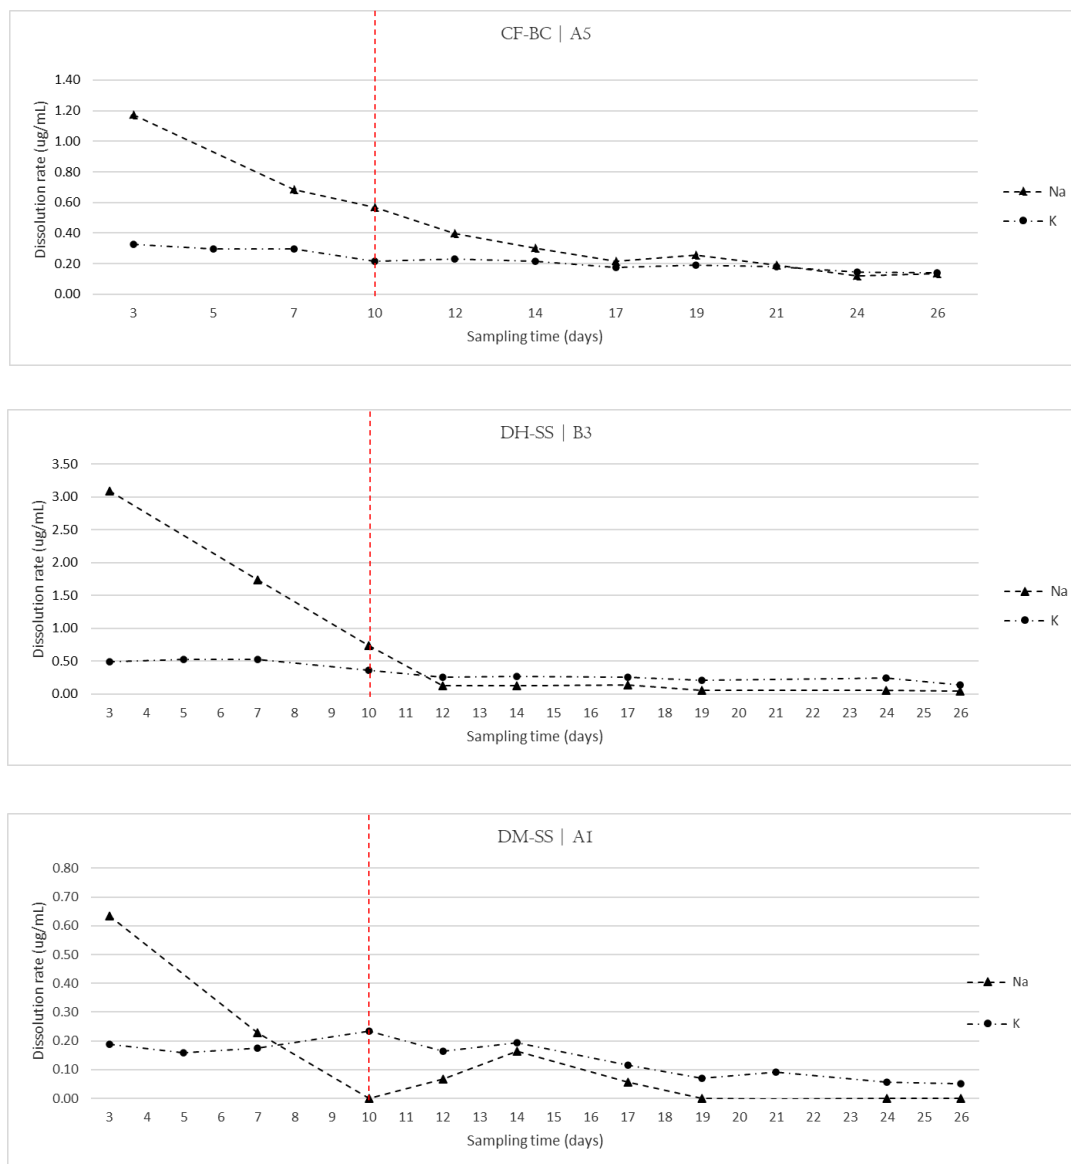 CF-BC | A5
Dissolution rate (ug/mL)
1.40
1.20
1.00
0.80
0.60
0.40
0.20
0.00
3 5 7 10 12 14 17 19 21 24 26
Sampling time (days)
Na
K
DH-SS | B3
Dissolution rate (ug/mL)
3.50
3.00
2.50
2.00
1.50
1.00
0.50
0.00
3 4 5 6 7 8 9 10 11 12 13 14 15 16 17 18 19 20 21 22 23 24 25 26
Sampling time (days)
Na
K
DM-SS | A1
Dissolution rate (ug/mL)
0.80
0.70
0.60
0.50
0.40
0.30
0.20
0.10
0.00
3 4 5 6 7 8 9 10 11 12 13 14 15 16 17 18 19 20 21 22 23 24 25 26
Sampling time (days)
Na
K